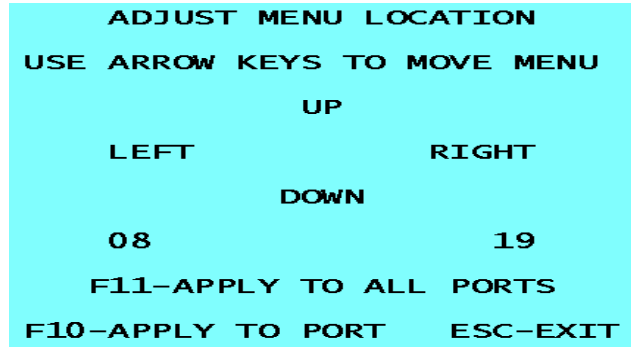 ADJUST MENU LOCATION
USE ARROW KEYS TO MOVE MENU
UP
LEFT RIGHT
DOWN
08 19
F11-APPLY TO ALL PORTS
F10-APPLY TO PORT ESC-EXIT